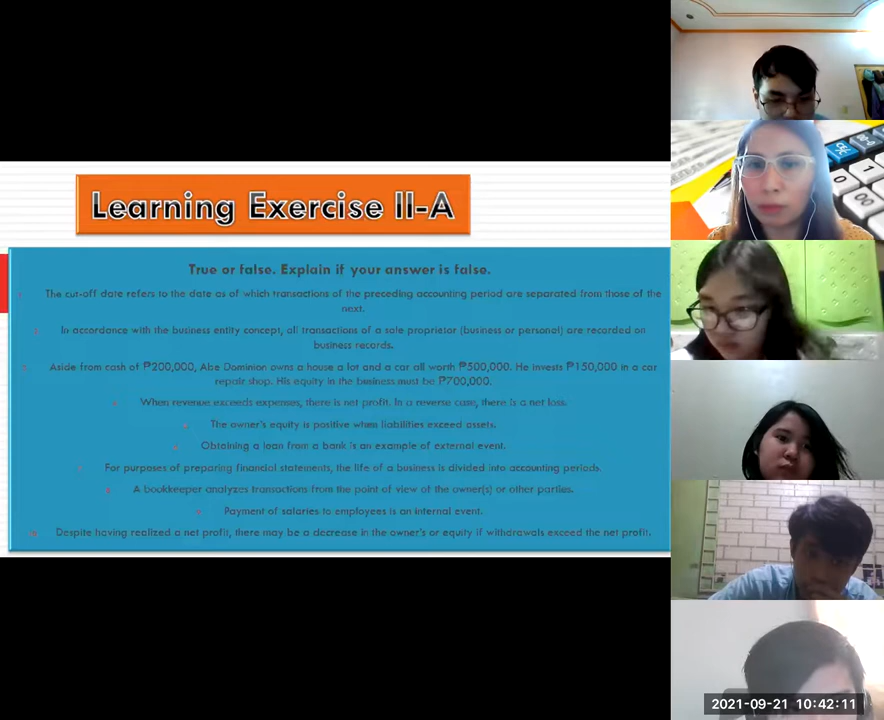 Learning Exercise II-A
True or false. Explain if your answer is false.
The cut-off date refers to the date as of which transactions of the preceding accounting period are separated from those of the
next.
In accordance with the business entity concept, all transactions of a sole proprietor (business or personal) are recorded on
business records.
Aside from cash of ₱200,000, Abe Dominion owns a house a lot and a car all worth ₱500,000. He invests ₱150,000 in a car
repair shop. His equity in the business must be ₱700,000.
When revenue exceeds expenses, there is net profit. In a reverse case, there is a net loss.
The owner's equity is positive when liabilities exceed assets.
Obtaining a loan from a bank is an example of external event.
For purposes of preparing financial statements, the life of a business is divided into accounting periods.
A bookkeeper analyzes transactions from the point of view of the owner(s) or other parties.
Payment of salaries to employees is an internal event.
Despite having realized a net profit, there may be a decrease in the owner's or equity if withdrawals exceed the net profit.
0
1
00
2021-09-21 10:42:11